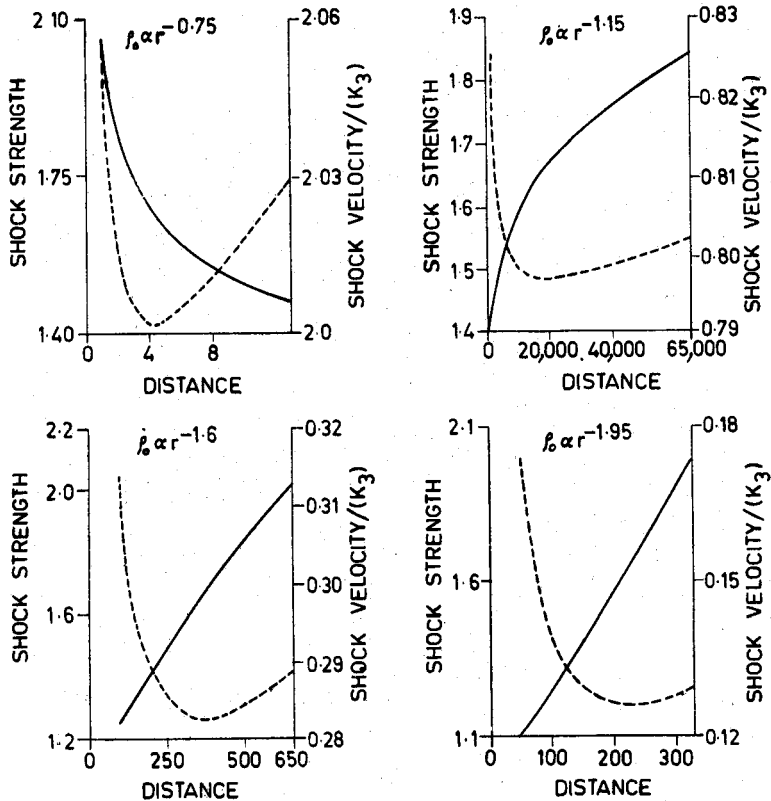 ρ₀ ∝ r^-0·75
SHOCK STRENGTH
2·10
1·75
1·40
0
4
8
DISTANCE
2·06
2·03
2·0
SHOCK VELOCITY/(K₃)
ρ₀ ∝ r^-1·15
SHOCK STRENGTH
1·9
1·8
1·7
1·6
1·5
1·4
0
20,000
40,000
65,000
DISTANCE
0·83
0·82
0·81
0·80
0·79
SHOCK VELOCITY/(K₃)
ρ₀ ∝ r^-1·6
SHOCK STRENGTH
2·2
2·0
1·6
1·2
0
250
500
650
DISTANCE
0·32
0·31
0·30
0·29
0·28
SHOCK VELOCITY/(K₃)
ρ₀ ∝ r^-1·95
SHOCK STRENGTH
2·1
1·6
1·1
0
100
200
300
DISTANCE
0·18
0·15
0·12
SHOCK VELOCITY/(K₃)